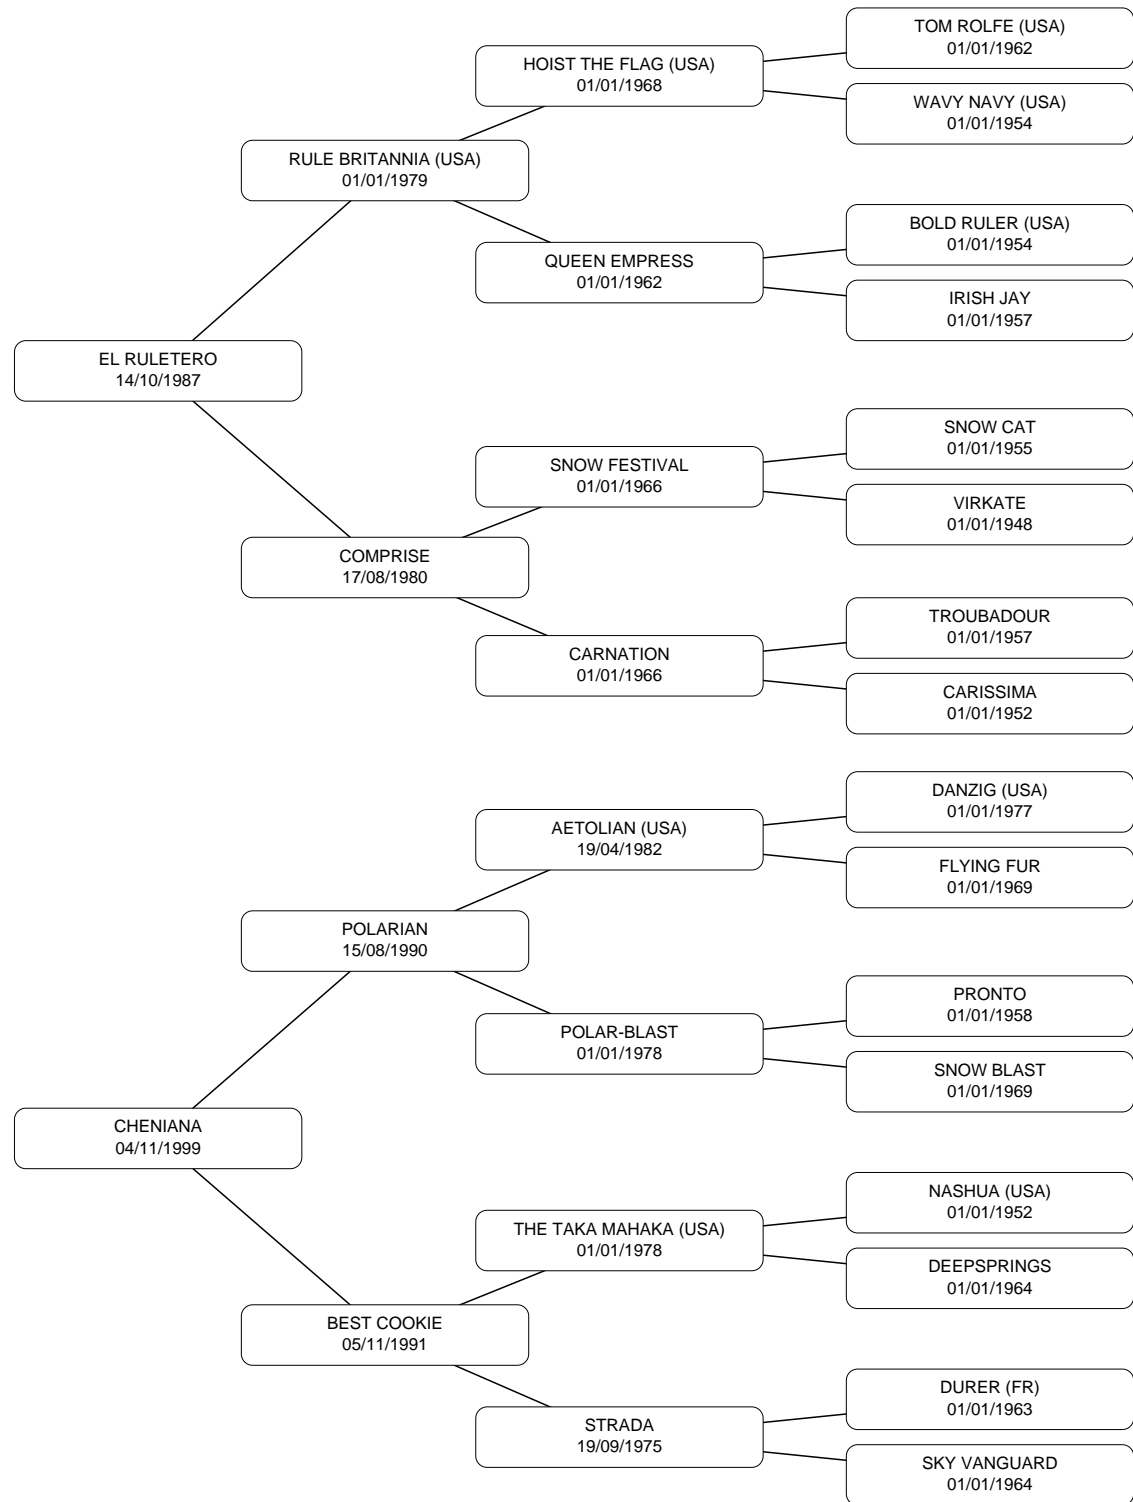 TOM ROLFE (USA)
01/01/1962
HOIST THE FLAG (USA)
01/01/1968
WAVY NAVY (USA)
01/01/1954
RULE BRITANNIA (USA)
01/01/1979
BOLD RULER (USA)
01/01/1954
QUEEN EMPRESS
01/01/1962
IRISH JAY
01/01/1957
EL RULETERO
14/10/1987
SNOW CAT
01/01/1955
SNOW FESTIVAL
01/01/1966
VIRKATE
01/01/1948
COMPRISE
17/08/1980
TROUBADOUR
01/01/1957
CARNATION
01/01/1966
CARISSIMA
01/01/1952
DANZIG (USA)
01/01/1977
AETOLIAN (USA)
19/04/1982
FLYING FUR
01/01/1969
POLARIAN
15/08/1990
PRONTO
01/01/1958
POLAR-BLAST
01/01/1978
SNOW BLAST
01/01/1969
CHENIANA
04/11/1999
NASHUA (USA)
01/01/1952
THE TAKA MAHAKA (USA)
01/01/1978
DEEPSPRINGS
01/01/1964
BEST COOKIE
05/11/1991
DURER (FR)
01/01/1963
STRADA
19/09/1975
SKY VANGUARD
01/01/1964